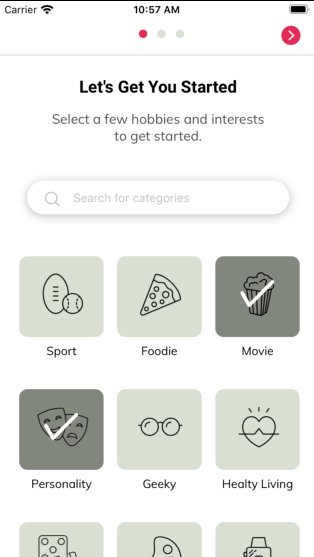 Carrier 10:57 AM
Let's Get You Started
Select a few hobbies and interests
to get started.
Search for categories
Sport Foodie Movie
Personality Geeky Healty Living